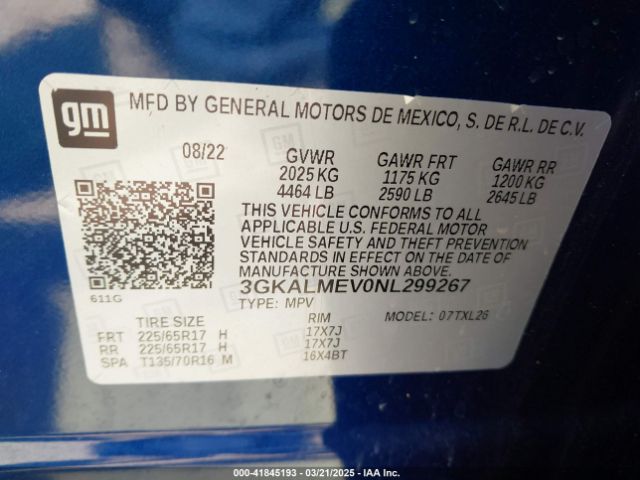 gm
MFD BY GENERAL MOTORS DE MEXICO, S. DE R.L. DE C.V.
08/22 GVWR GAWR FRT GAWR RR
2025 KG 1175 KG 1200 KG
4464 LB 2590 LB 2645 LB
THIS VEHICLE CONFORMS TO ALL
APPLICABLE U.S. FEDERAL MOTOR
VEHICLE SAFETY AND THEFT PREVENTION
STANDARDS IN EFFECT ON THE DATE OF
MANUFACTURE SHOWN ABOVE.
3GKALMEV0NL299267
611G
TYPE: MPV MODEL: 07TXL26
TIRE SIZE RIM
FRT 225/65R17 H 17X7J
RR 225/65R17 H 17X7J
SPA T135/70R16 M 16X4BT
000-41845193 - 03/21/2025 - IAA Inc.